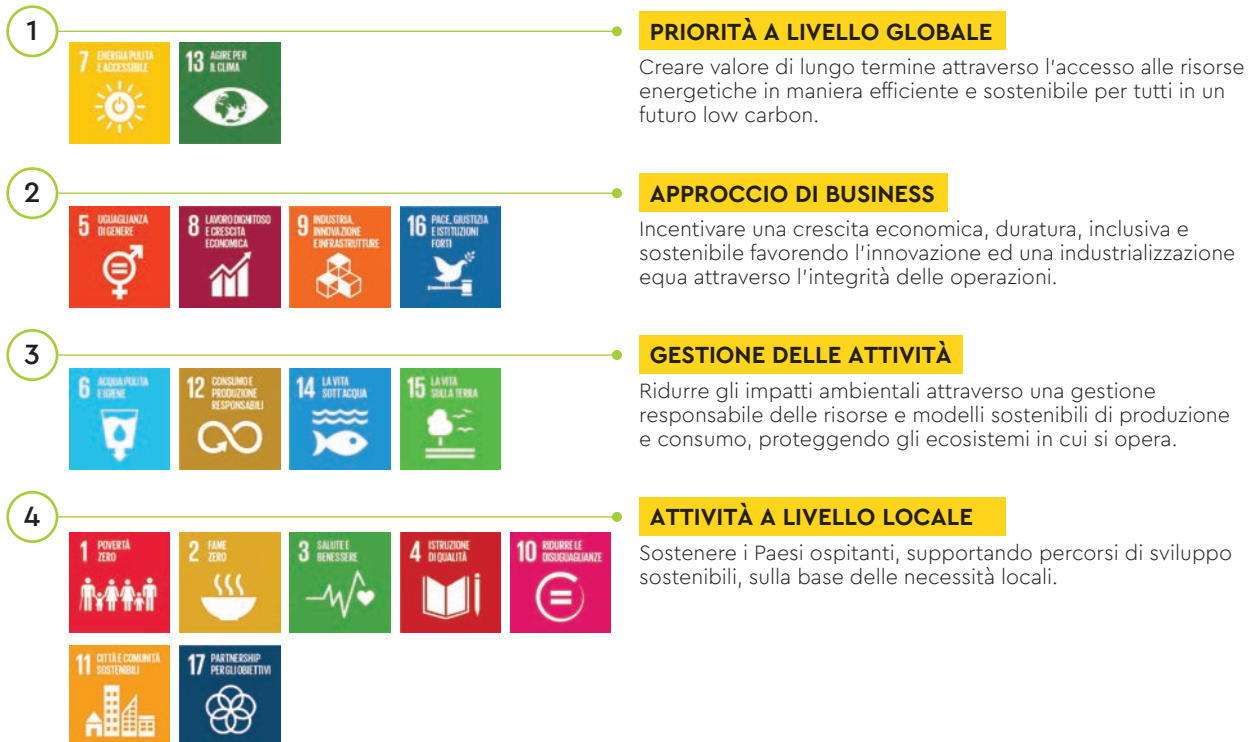 1
7 ENERGIA PULITA
E ACCESSIBILE
13 AGIRE PER
IL CLIMA
PRIORITÀ A LIVELLO GLOBALE
Creare valore di lungo termine attraverso l'accesso alle risorse
energetiche in maniera efficiente e sostenibile per tutti in un
futuro low carbon.
2
5 UGUAGLIANZA
DI GENERE
8 LAVORO DIGNITOSO
E CRESCITA
ECONOMICA
9 INDUSTRIA,
INNOVAZIONE
E INFRASTRUTTURE
16 PACE, GIUSTIZIA
E ISTITUZIONI
FORTI
APPROCCIO DI BUSINESS
Incentivare una crescita economica, duratura, inclusiva e
sostenibile favorendo l'innovazione ed una industrializzazione
equa attraverso l'integrità delle operazioni.
3
6 ACQUA PULITA
E IGIENE
12 CONSUMO E
PRODUZIONE
RESPONSABILI
14 LA VITA
SOTT'ACQUA
15 LA VITA
SULLA TERRA
GESTIONE DELLE ATTIVITÀ
Ridurre gli impatti ambientali attraverso una gestione
responsabile delle risorse e modelli sostenibili di produzione
e consumo, proteggendo gli ecosistemi in cui si opera.
4
1 POVERTÀ
ZERO
2 FAME
ZERO
3 SALUTE E
BENESSERE
4 ISTRUZIONE
DI QUALITÀ
10 RIDURRE LE
DISUGUAGLIANZE
11 CITTÀ E COMUNITÀ
SOSTENIBILI
17 PARTNERSHIP
PER GLI OBIETTIVI
ATTIVITÀ A LIVELLO LOCALE
Sostenere i Paesi ospitanti, supportando percorsi di sviluppo
sostenibili, sulla base delle necessità locali.